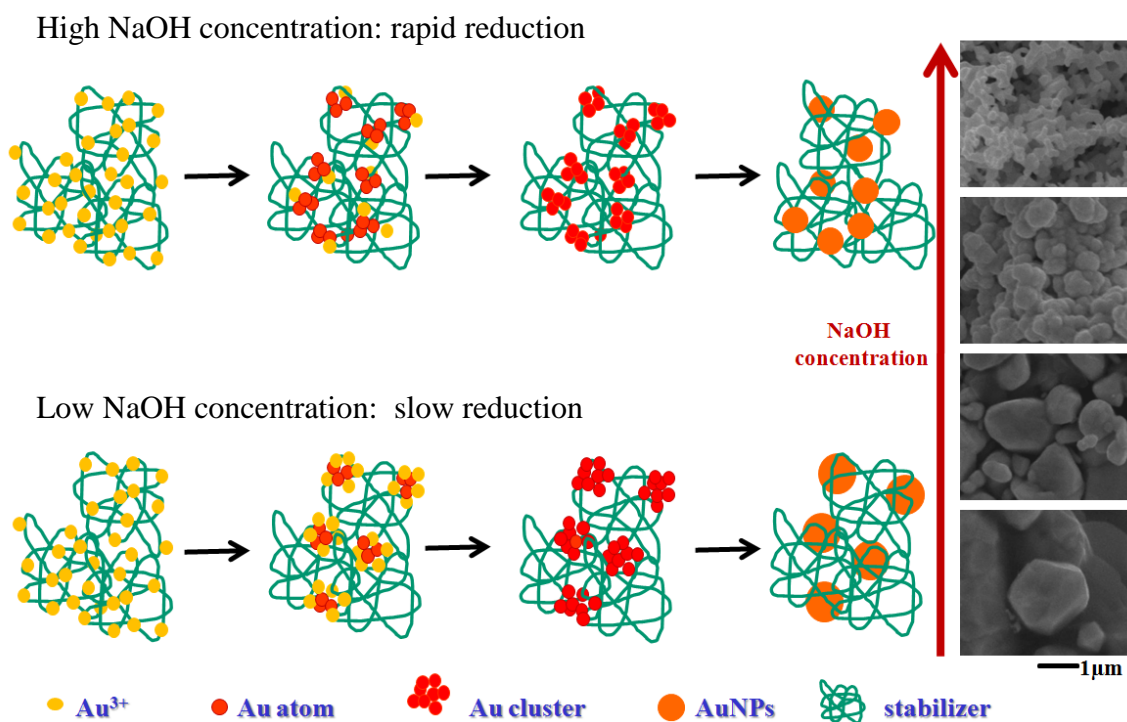 High NaOH concentration: rapid reduction
NaOH
concentration
Low NaOH concentration:  slow reduction
1μm
Au³⁺
Au atom
Au cluster
AuNPs
stabilizer